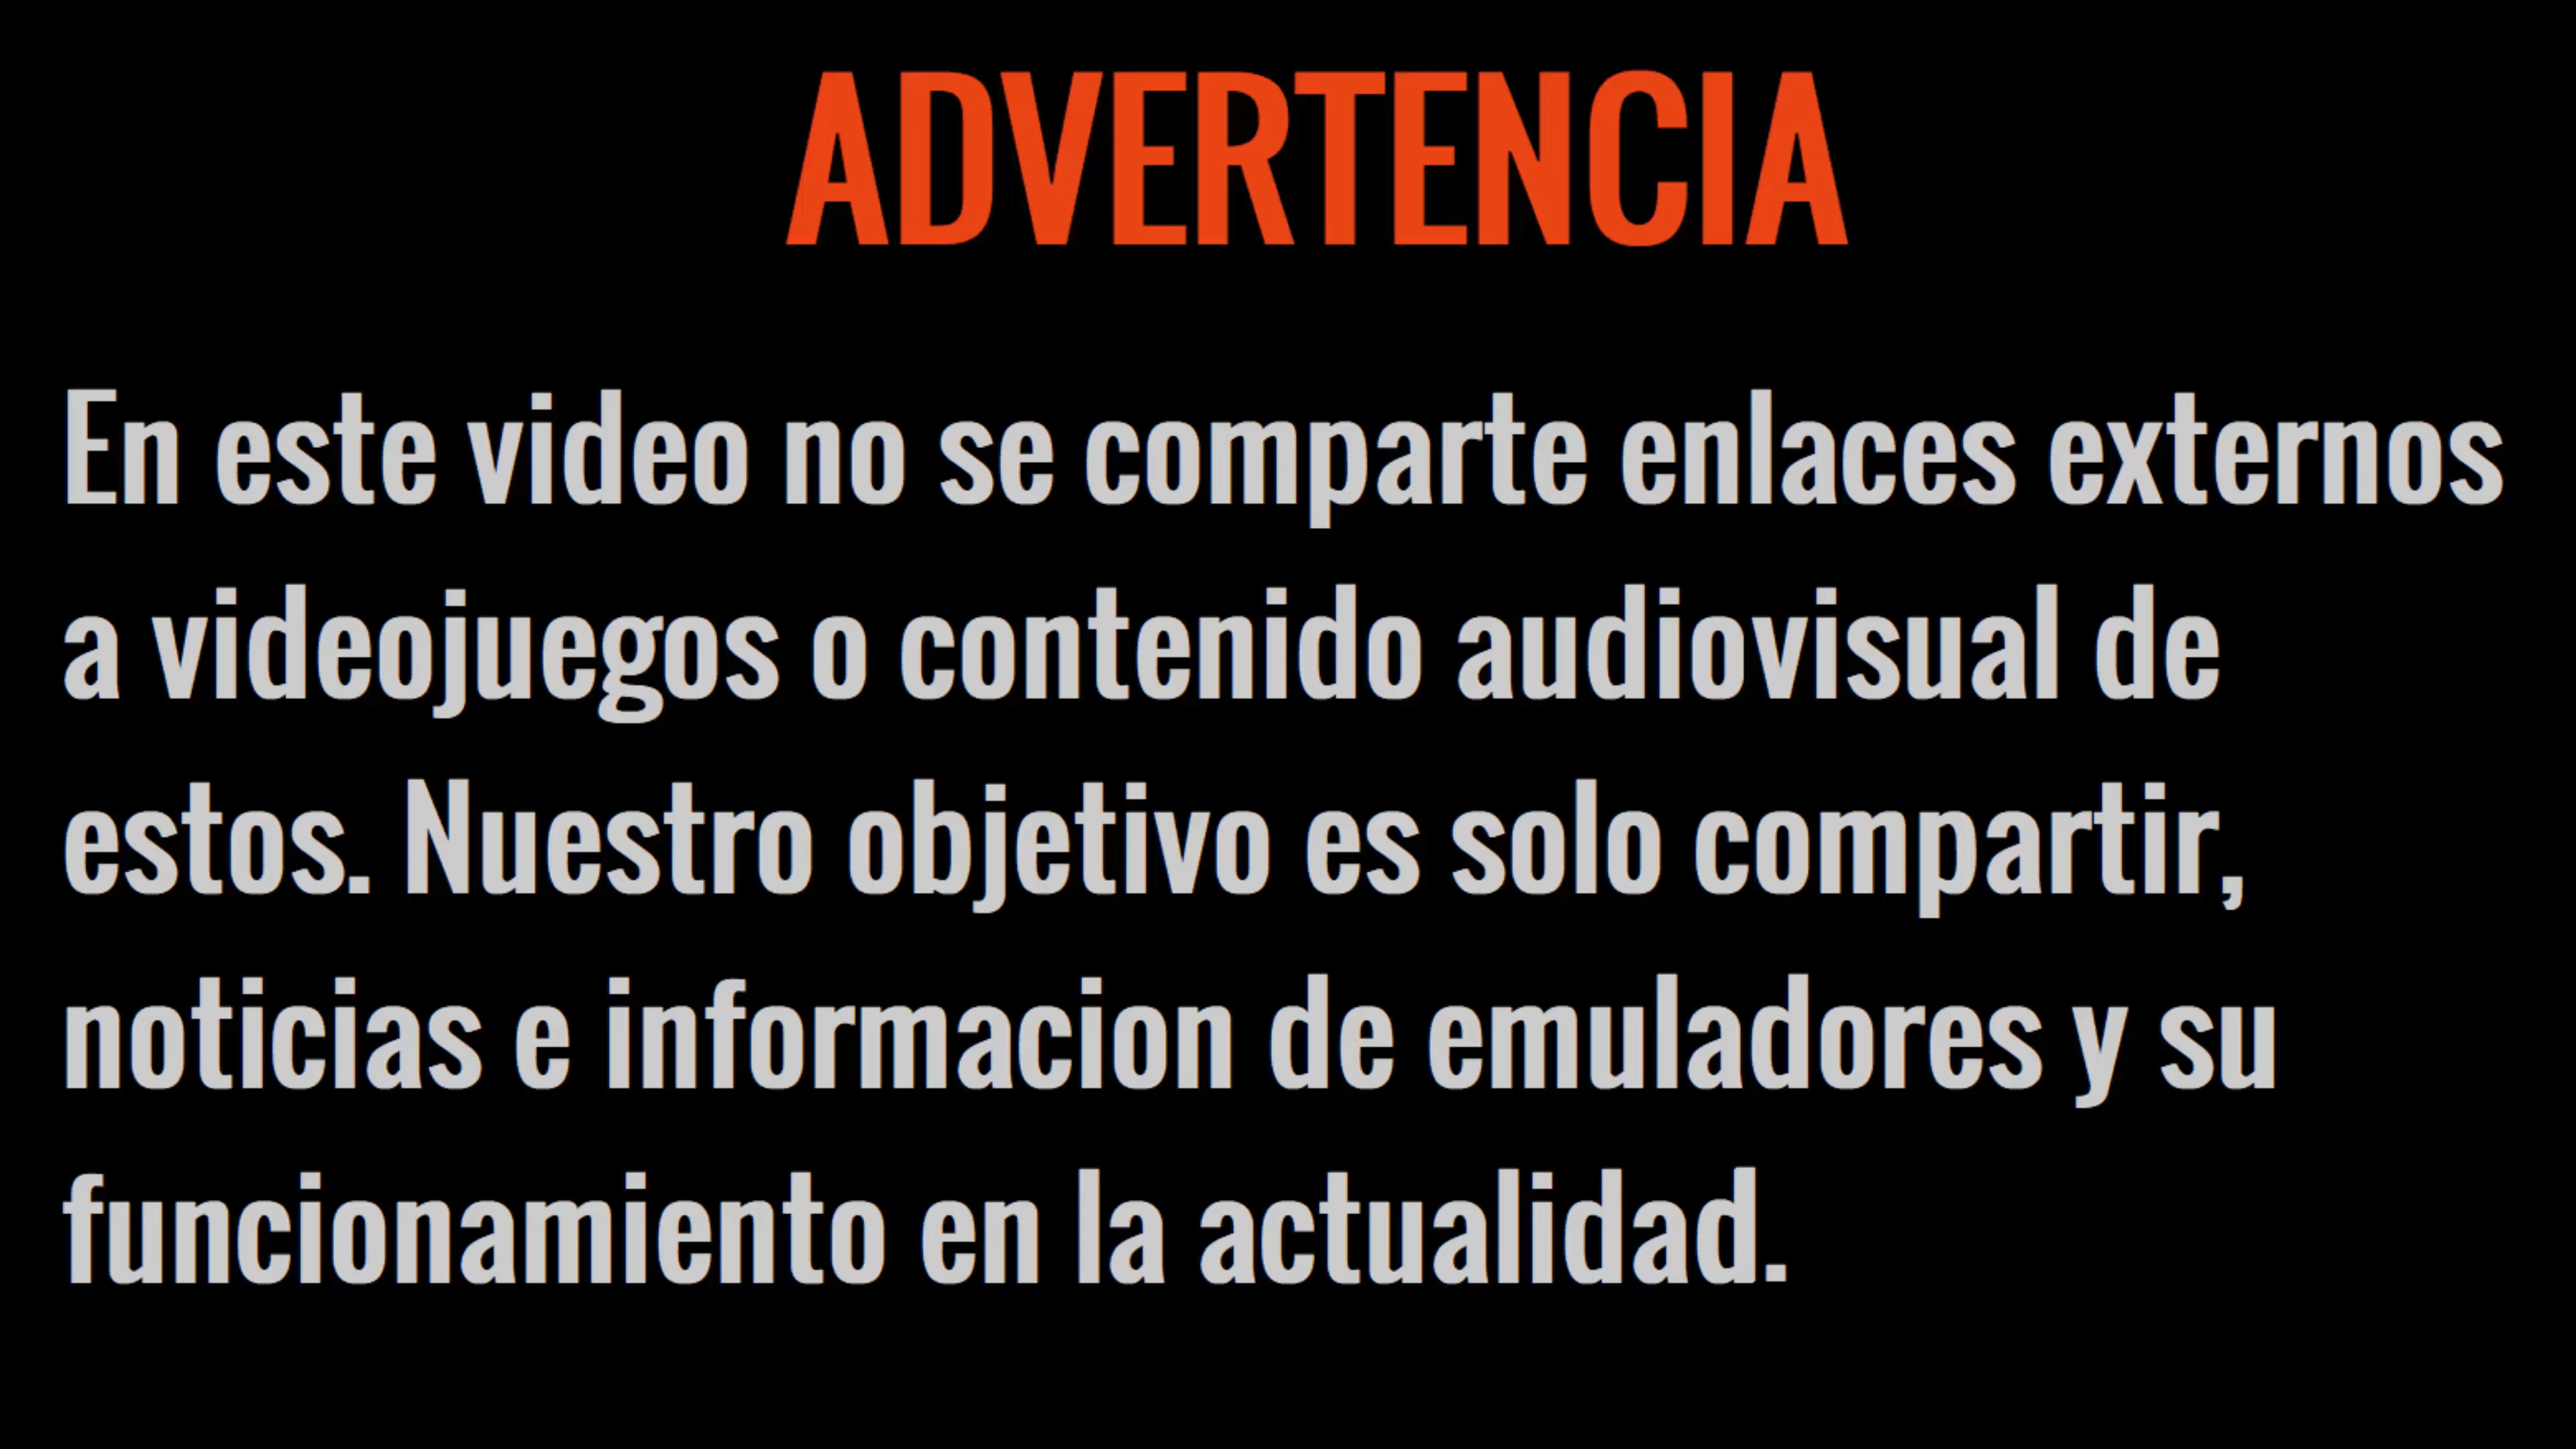 ADVERTENCIA
En este video no se comparte enlaces externos
a videojuegos o contenido audiovisual de
estos. Nuestro objetivo es solo compartir,
noticias e informacion de emuladores y su
funcionamiento en la actualidad.